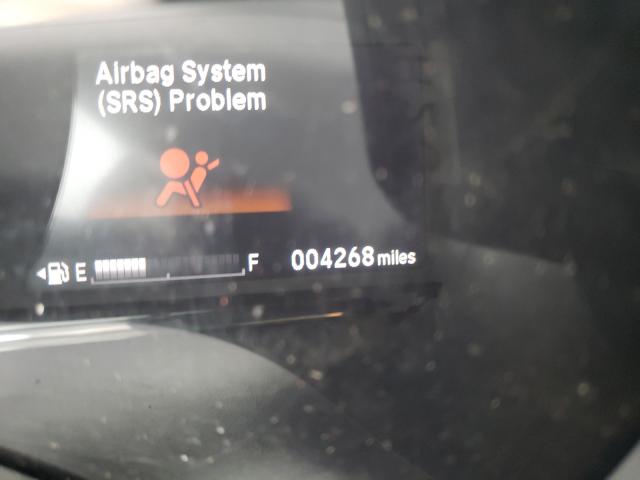 Airbag System
(SRS) Problem
E F 004268 miles